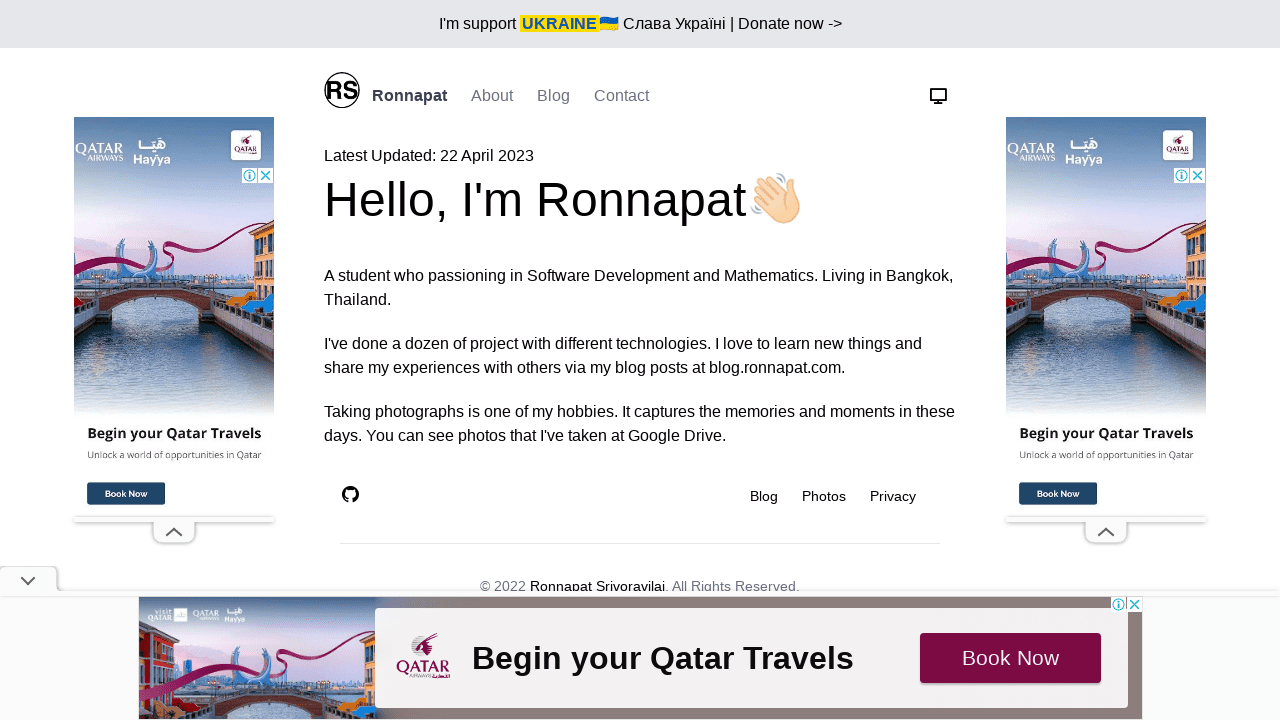 I'm support UKRAINE🇺🇦 Слава Україні | Donate now ->
RS Ronnapat About Blog Contact
Latest Updated: 22 April 2023
Hello, I'm Ronnapat👋🏻
A student who passioning in Software Development and Mathematics. Living in Bangkok,
Thailand.
I've done a dozen of project with different technologies. I love to learn new things and
share my experiences with others via my blog posts at blog.ronnapat.com.
Taking photographs is one of my hobbies. It captures the memories and moments in these
days. You can see photos that I've taken at Google Drive.
Blog Photos Privacy
© 2022 Ronnapat Srivoravilai. All Rights Reserved.
QATAR
AIRWAYS
Hayya
Begin your Qatar Travels
Unlock a world of opportunities in Qatar
Book Now
QATAR
AIRWAYS
Hayya
Begin your Qatar Travels
Unlock a world of opportunities in Qatar
Book Now
visit
QATAR
QATAR
AIRWAYS
Hayya
QATAR
AIRWAYS القطرية
Begin your Qatar Travels
Book Now